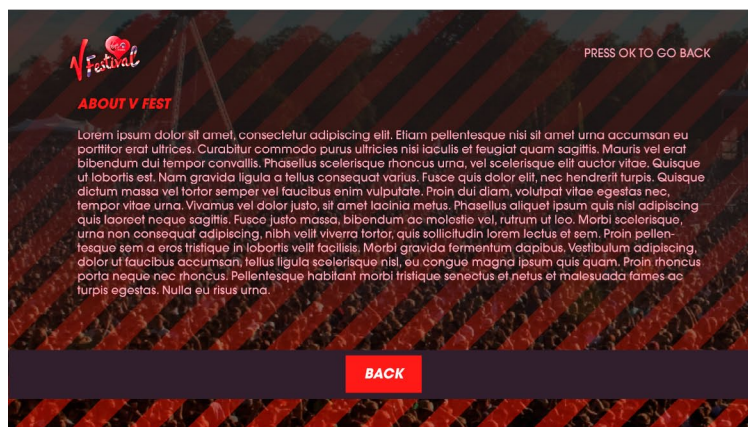 V Festival
PRESS OK TO GO BACK
ABOUT V FEST
Lorem ipsum dolor sit amet, consectetur adipiscing elit. Etiam pellentesque nisi sit amet urna accumsan eu
porttitor erat ultrices. Curabitur commodo purus ultricies nisi iaculis et feugiat quam sagittis. Mauris vel erat
bibendum dui tempor convallis. Phasellus scelerisque rhoncus urna, vel scelerisque elit auctor vitae. Quisque
ut lobortis est. Nam gravida ligula a tellus consequat varius. Fusce quis dolor elit, nec hendrerit turpis. Quisque
dictum massa vel tortor semper vel faucibus enim vulputate. Proin dui diam, volutpat vitae egestas nec,
tempor vitae urna. Vivamus vel dolor justo, sit amet lacinia metus. Phasellus aliquet ipsum quis nisl adipiscing
quis laoreet neque sagittis. Fusce justo massa, bibendum ac molestie vel, rutrum ut leo. Morbi scelerisque,
urna non consequat adipiscing, nibh velit viverra tortor, quis sollicitudin lorem lectus et sem. Proin pellen-
tesque sem a eros tristique in lobortis velit facilisis. Morbi gravida fermentum dapibus. Vestibulum adipiscing,
dolor ut faucibus accumsan, tellus ligula scelerisque nisl, eu congue magna ipsum quis quam. Proin rhoncus
porta neque nec rhoncus. Pellentesque habitant morbi tristique senectus et netus et malesuada fames ac
turpis egestas. Nulla eu risus urna.
BACK